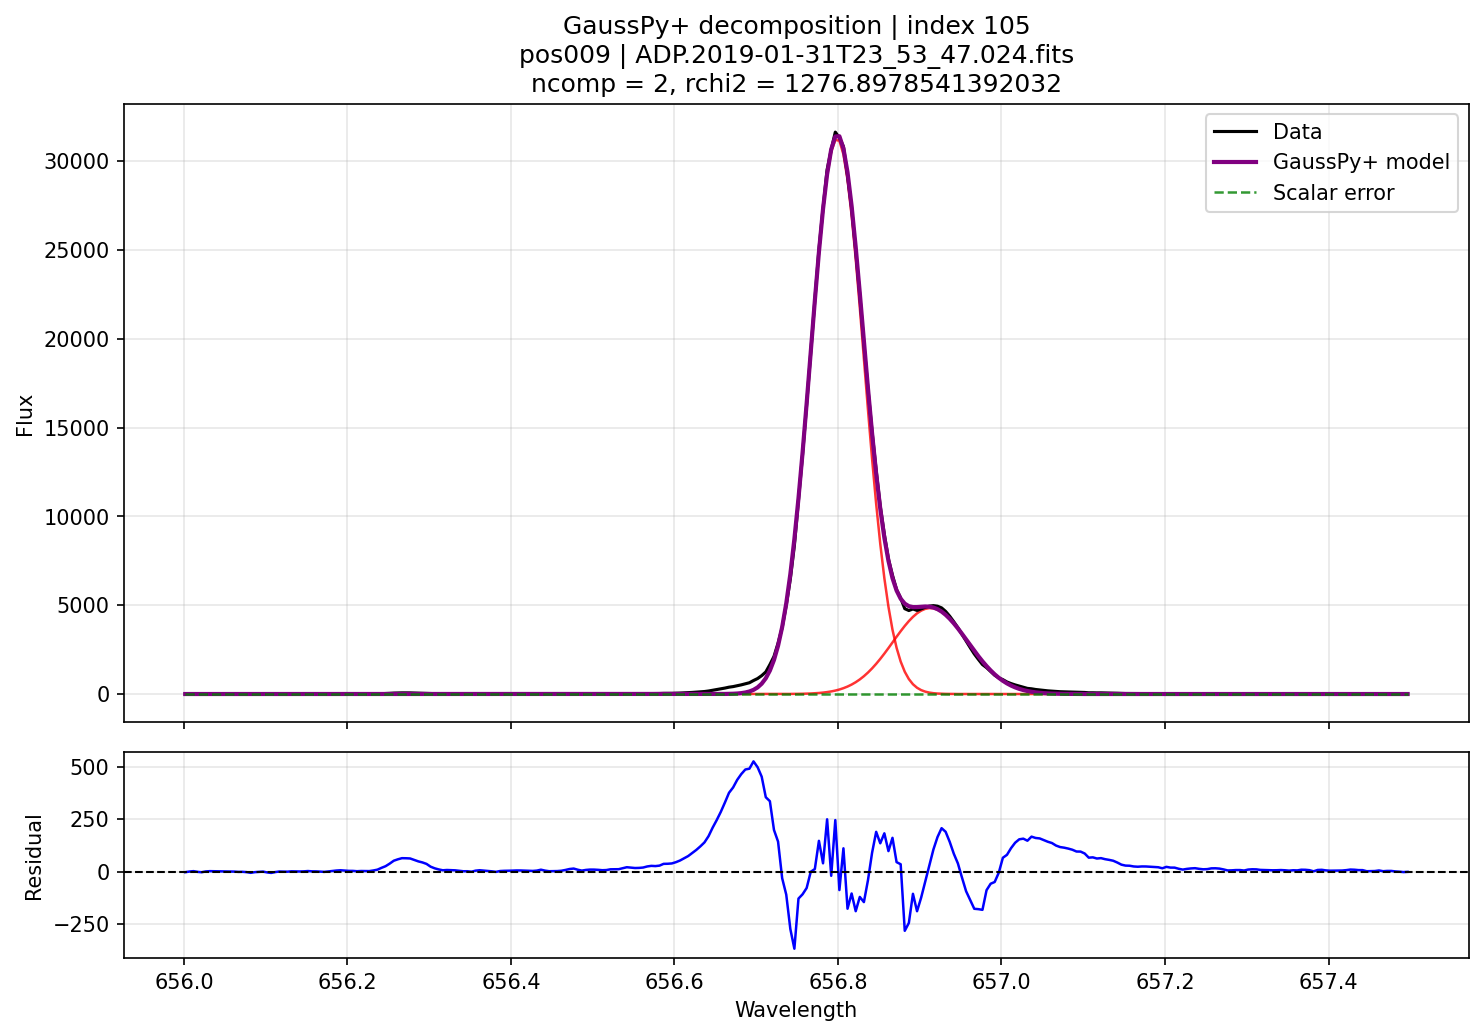 GaussPy+ decomposition | index 105
pos009 | ADP.2019-01-31T23_53_47.024.fits
ncomp = 2, rchi2 = 1276.8978541392032
Data
GaussPy+ model
Scalar error
30000
25000
20000
15000
10000
5000
0
Flux
500
250
0
−250
Residual
656.0 656.2 656.4 656.6 656.8 657.0 657.2 657.4
Wavelength